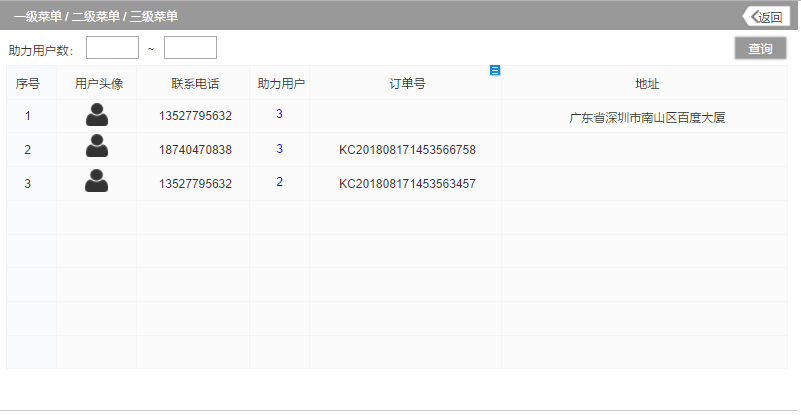 一级菜单 / 二级菜单 / 三级菜单 返回
助力用户数： ~ 查询
序号 用户头像 联系电话 助力用户 订单号 地址
1 13527795632 3 广东省深圳市南山区百度大厦
2 18740470838 3 KC201808171453566758
3 13527795632 2 KC201808171453563457